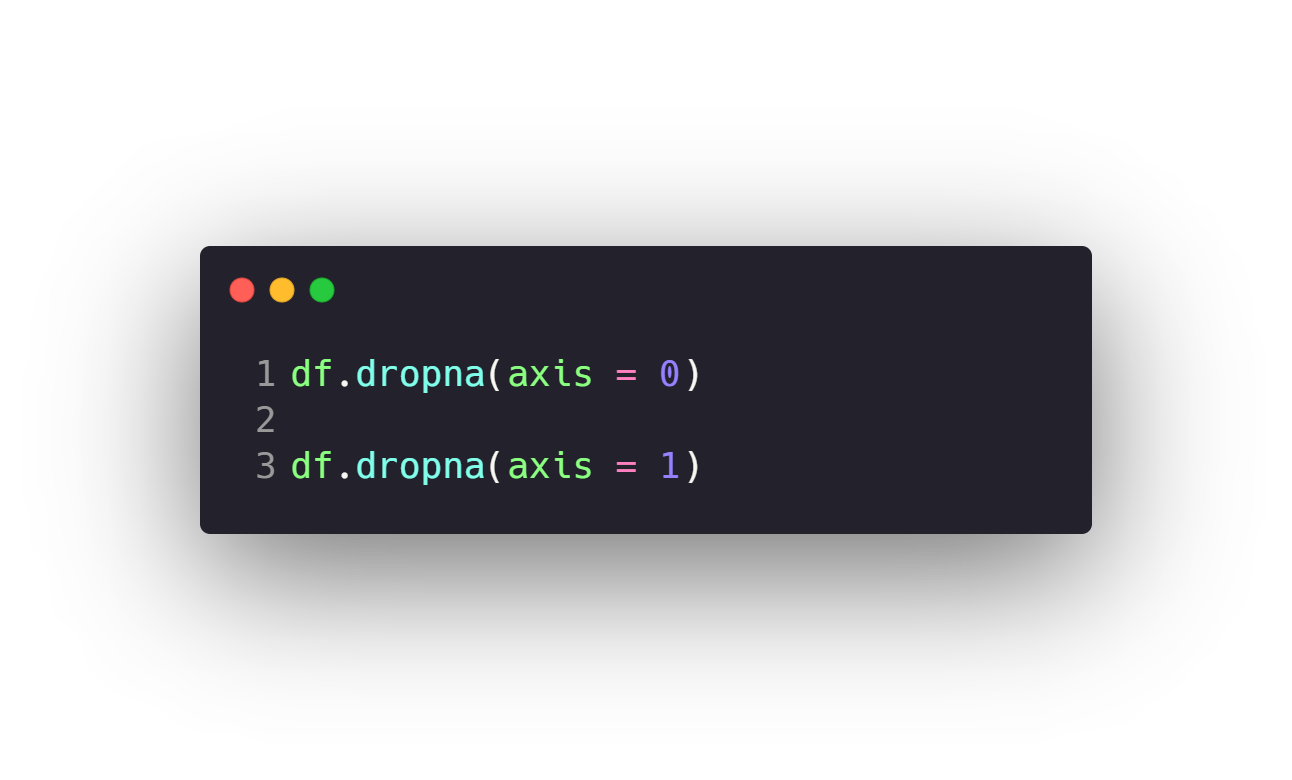 1 df.dropna(axis = 0)
2
3 df.dropna(axis = 1)